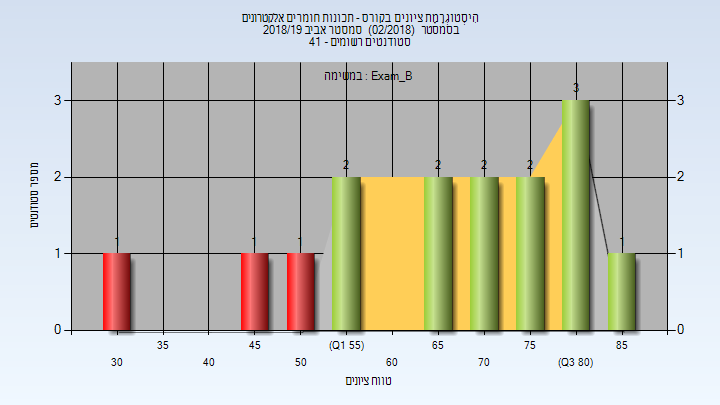 הִיסְטוֹגְרָמַת ציונים בקורס - תכונות חומרים אלקטרונים
בסמסטר (02/2018) סמסטר אביב 2018/19
סטודנטים רשומים - 41
במשימה : Exam_B
מספר סטודנטים
3 3
2 2
1 1
0 0
1 1 1 2 2 2 2 3 1
35 45 (Q1 55) 65 75 85
30 40 50 60 70 (Q3 80)
טווח ציונים